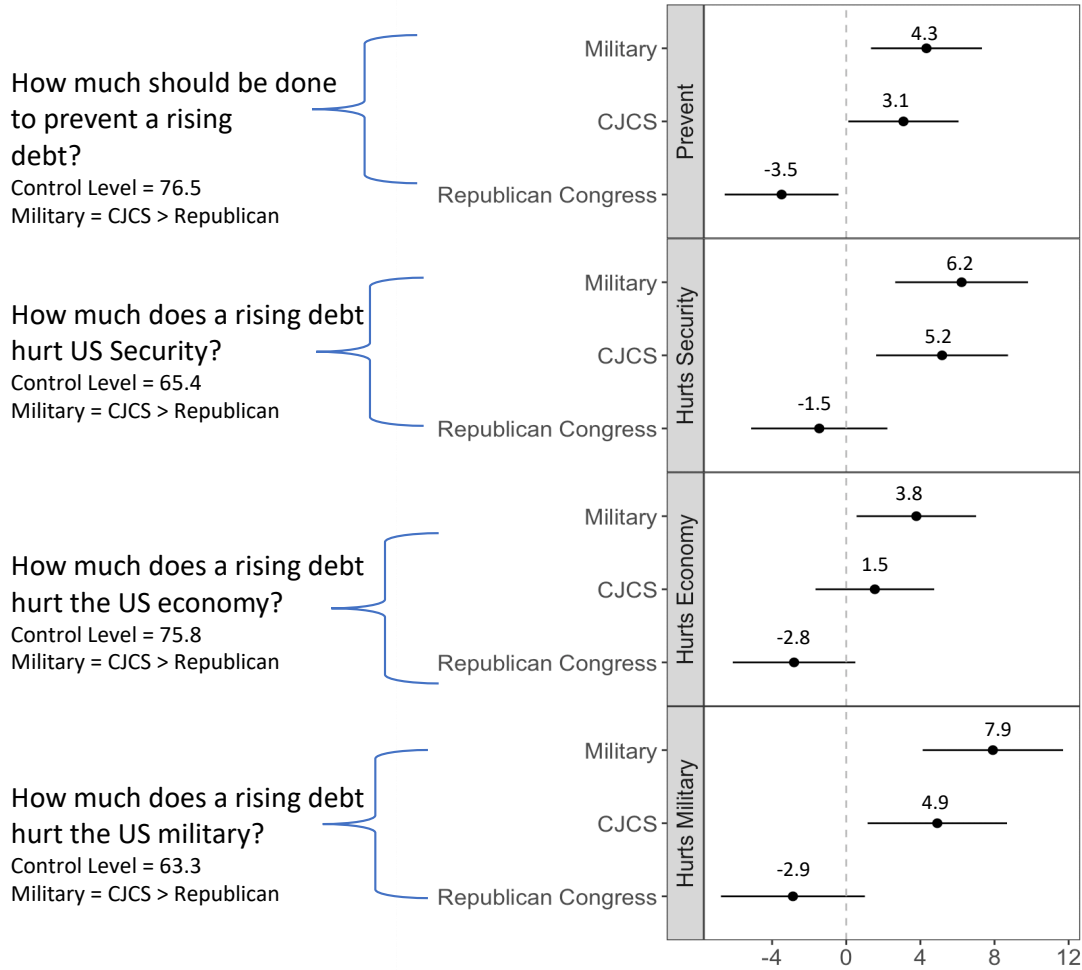 How much should be done
to prevent a rising
debt?
Control Level = 76.5
Military = CJCS > Republican
Military
4.3
CJCS
3.1
Republican Congress
-3.5
Prevent
How much does a rising debt
hurt US Security?
Control Level = 65.4
Military = CJCS > Republican
Military
6.2
CJCS
5.2
Republican Congress
-1.5
Hurts Security
How much does a rising debt
hurt the US economy?
Control Level = 75.8
Military = CJCS > Republican
Military
3.8
CJCS
1.5
Republican Congress
-2.8
Hurts Economy
How much does a rising debt
hurt the US military?
Control Level = 63.3
Military = CJCS > Republican
Military
7.9
CJCS
4.9
Republican Congress
-2.9
Hurts Military
-4 0 4 8 12